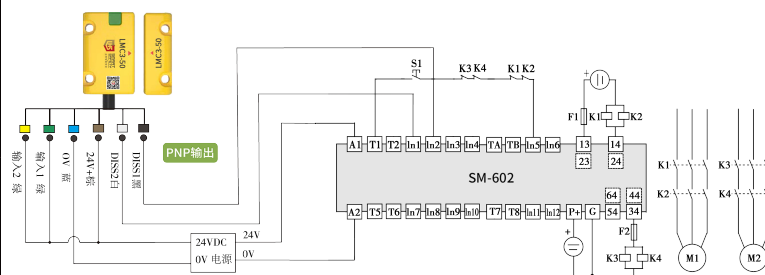 LMC3-50
LMC3-50
输入2 绿
输入1 绿
0V 蓝
24V+棕
DISS2白
DISS1黑
PNP输出
S1
K3 K4
K1 K2
F1
K1
K2
A1 T1 T2 In1 In2 In3 In4 TA TB In5 In6 13 14
23 24
SM-602
64 44
A2 T5 T6 In7 In8 In9 In10 T7 T8 In11 In12 P+ G 54 34
F2
K3
K4
24VDC
0V 电源
24V
0V
K1
K2
M1
K3
K4
M2